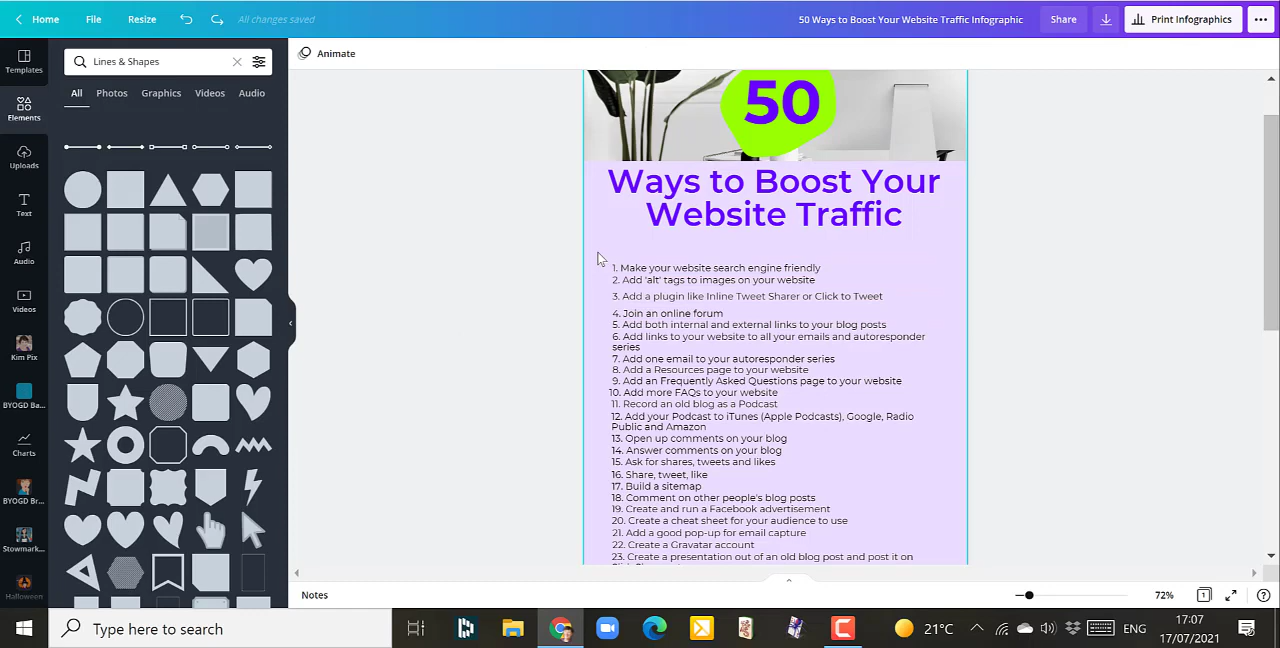 Home
File
Resize
All changes saved
50 Ways to Boost Your Website Traffic Infographic
Share
Print Infographics
Templates
Elements
Uploads
Text
Audio
Videos
Kim Pix
BYOGD Ba...
Charts
BYOGD Br...
Stowmark...
Halloween
Lines & Shapes
All
Photos
Graphics
Videos
Audio
Animate
50
Ways to Boost Your
Website Traffic
1. Make your website search engine friendly
2. Add 'alt' tags to images on your website
3. Add a plugin like Inline Tweet Sharer or Click to Tweet
4. Join an online forum
5. Add both internal and external links to your blog posts
6. Add links to your website to all your emails and autoresponder
series
7. Add one email to your autoresponder series
8. Add a Resources page to your website
9. Add an Frequently Asked Questions page to your website
10. Add more FAQs to your website
11. Record an old blog as a Podcast
12. Add your Podcast to iTunes (Apple Podcasts), Google, Radio
Public and Amazon
13. Open up comments on your blog
14. Answer comments on your blog
15. Ask for shares, tweets and likes
16. Share, tweet, like
17. Build a sitemap
18. Comment on other people's blog posts
19. Create and run a Facebook advertisement
20. Create a cheat sheet for your audience to use
21. Add a good pop-up for email capture
22. Create a Gravatar account
23. Create a presentation out of an old blog post and post it on
Notes
72%
1
Type here to search
21°C
ENG
17:07
17/07/2021